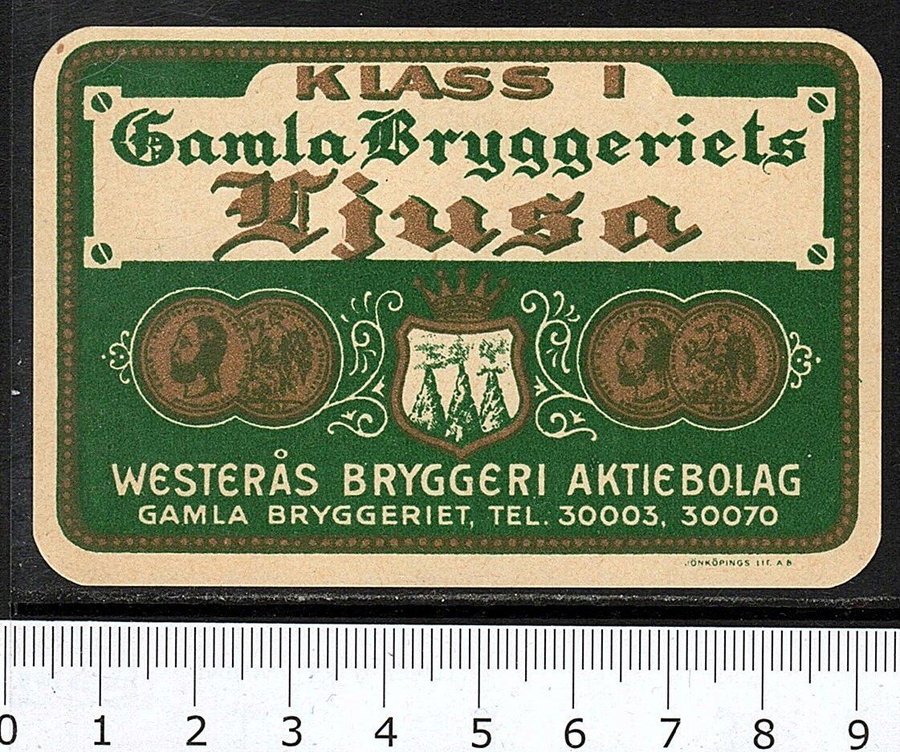 KLASS I
Gamla Bryggeriets
Ljusa
WESTERÅS BRYGGERI AKTIEBOLAG
GAMLA BRYGGERIET, TEL. 30003, 30070
JÖNKÖPINGS LIT. A B.
0 1 2 3 4 5 6 7 8 9